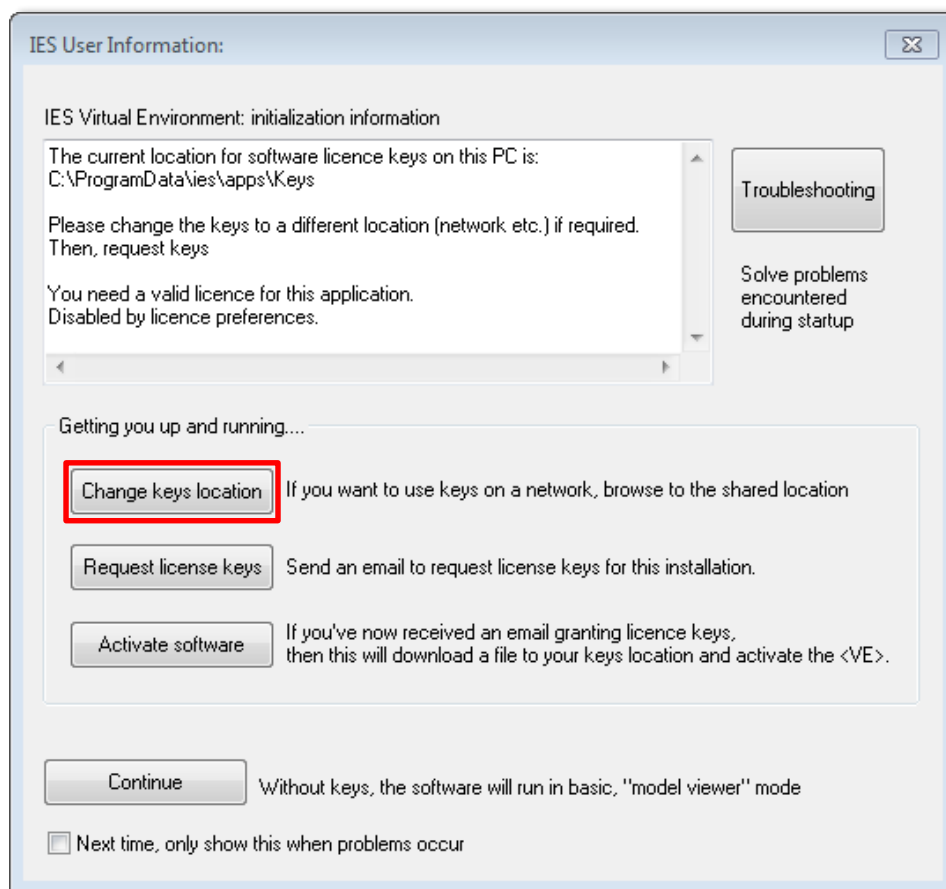 IES User Information:
IES Virtual Environment: initialization information
The current location for software licence keys on this PC is:
C:\ProgramData\ies\apps\Keys
Please change the keys to a different location (network etc.) if required.
Then, request keys
You need a valid licence for this application.
Disabled by licence preferences.
Troubleshooting
Solve problems
encountered
during startup
Getting you up and running....
Change keys location
If you want to use keys on a network, browse to the shared location
Request license keys
Send an email to request license keys for this installation.
Activate software
If you've now received an email granting licence keys,
then this will download a file to your keys location and activate the <VE>.
Continue
Without keys, the software will run in basic, "model viewer" mode
Next time, only show this when problems occur